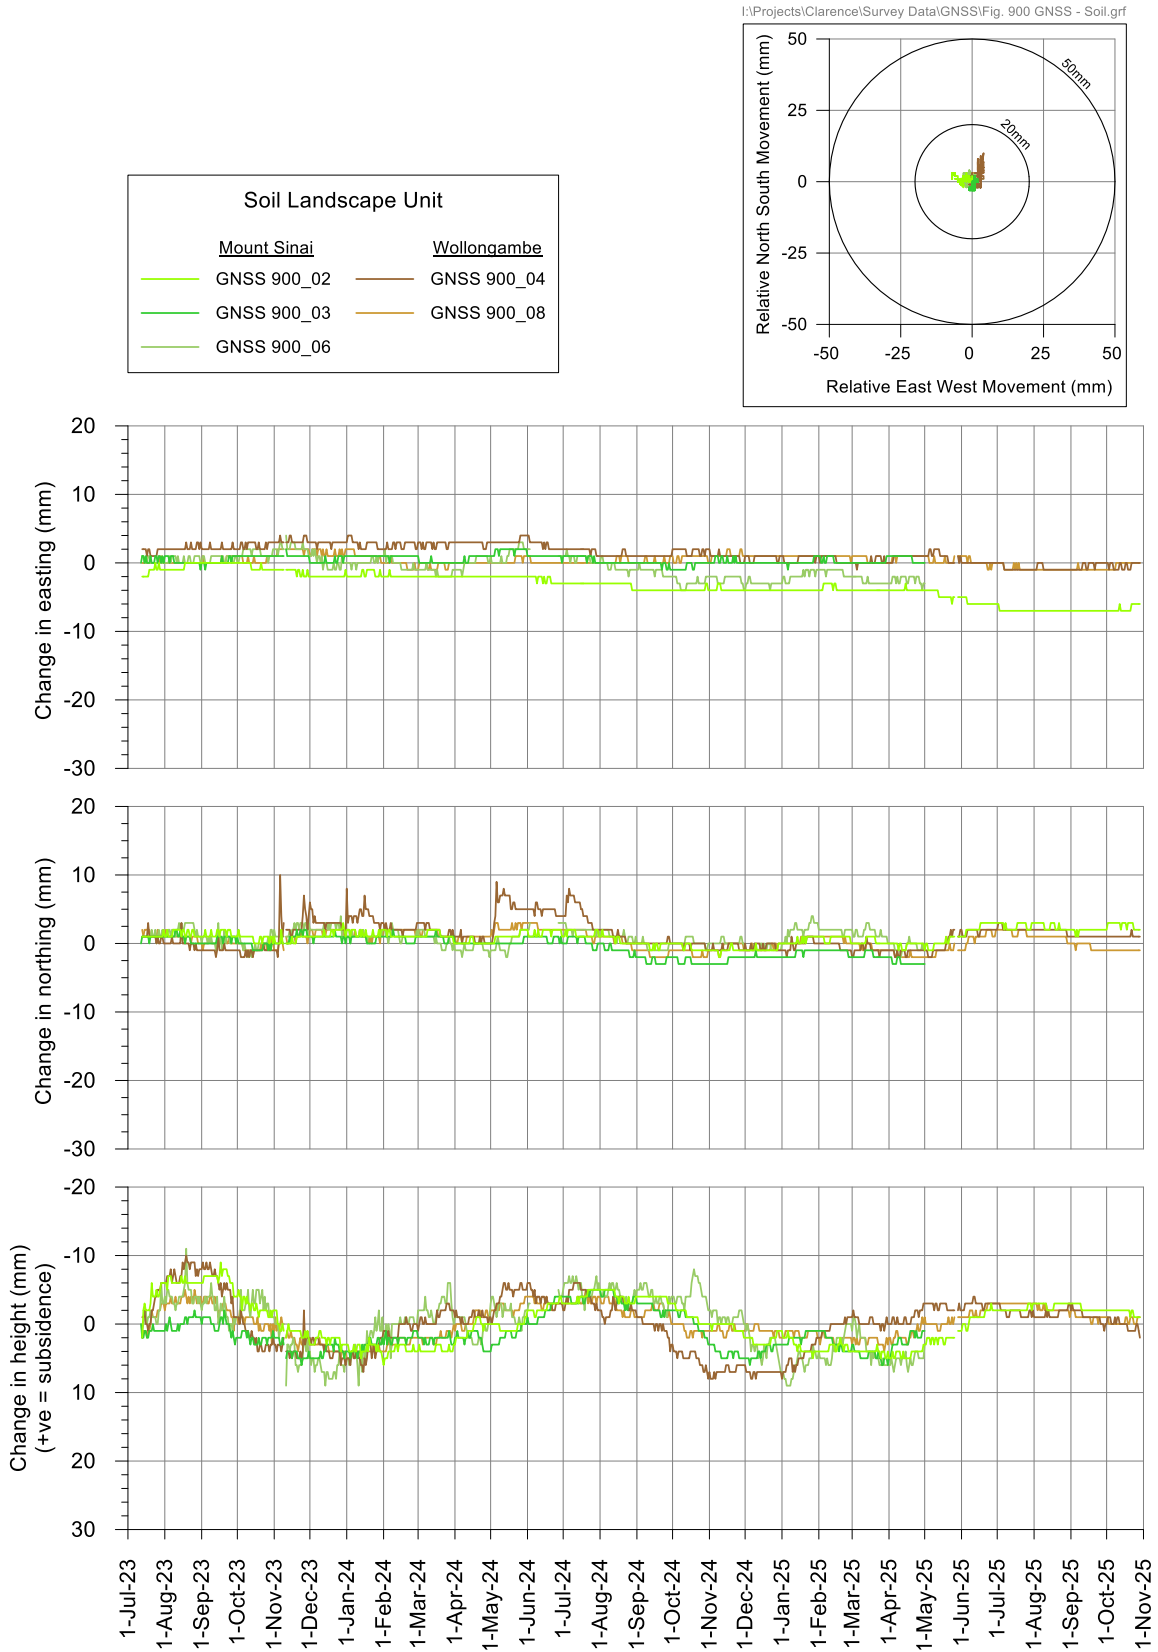 I:\Projects\Clarence\Survey Data\GNSS\Fig. 900 GNSS - Soil.grf
Relative North South Movement (mm)
50
25
0
-25
-50
50mm
20mm
-50 -25 0 25 50
Relative East West Movement (mm)
Soil Landscape Unit
Mount Sinai Wollongambe
GNSS 900_02 GNSS 900_04
GNSS 900_03 GNSS 900_08
GNSS 900_06
Change in easting (mm)
20
10
0
-10
-20
-30
Change in northing (mm)
20
10
0
-10
-20
-30
Change in height (mm)
(+ve = subsidence)
-20
-10
0
10
20
30
1-Jul-23
1-Aug-23
1-Sep-23
1-Oct-23
1-Nov-23
1-Dec-23
1-Jan-24
1-Feb-24
1-Mar-24
1-Apr-24
1-May-24
1-Jun-24
1-Jul-24
1-Aug-24
1-Sep-24
1-Oct-24
1-Nov-24
1-Dec-24
1-Jan-25
1-Feb-25
1-Mar-25
1-Apr-25
1-May-25
1-Jun-25
1-Jul-25
1-Aug-25
1-Sep-25
1-Oct-25
1-Nov-25